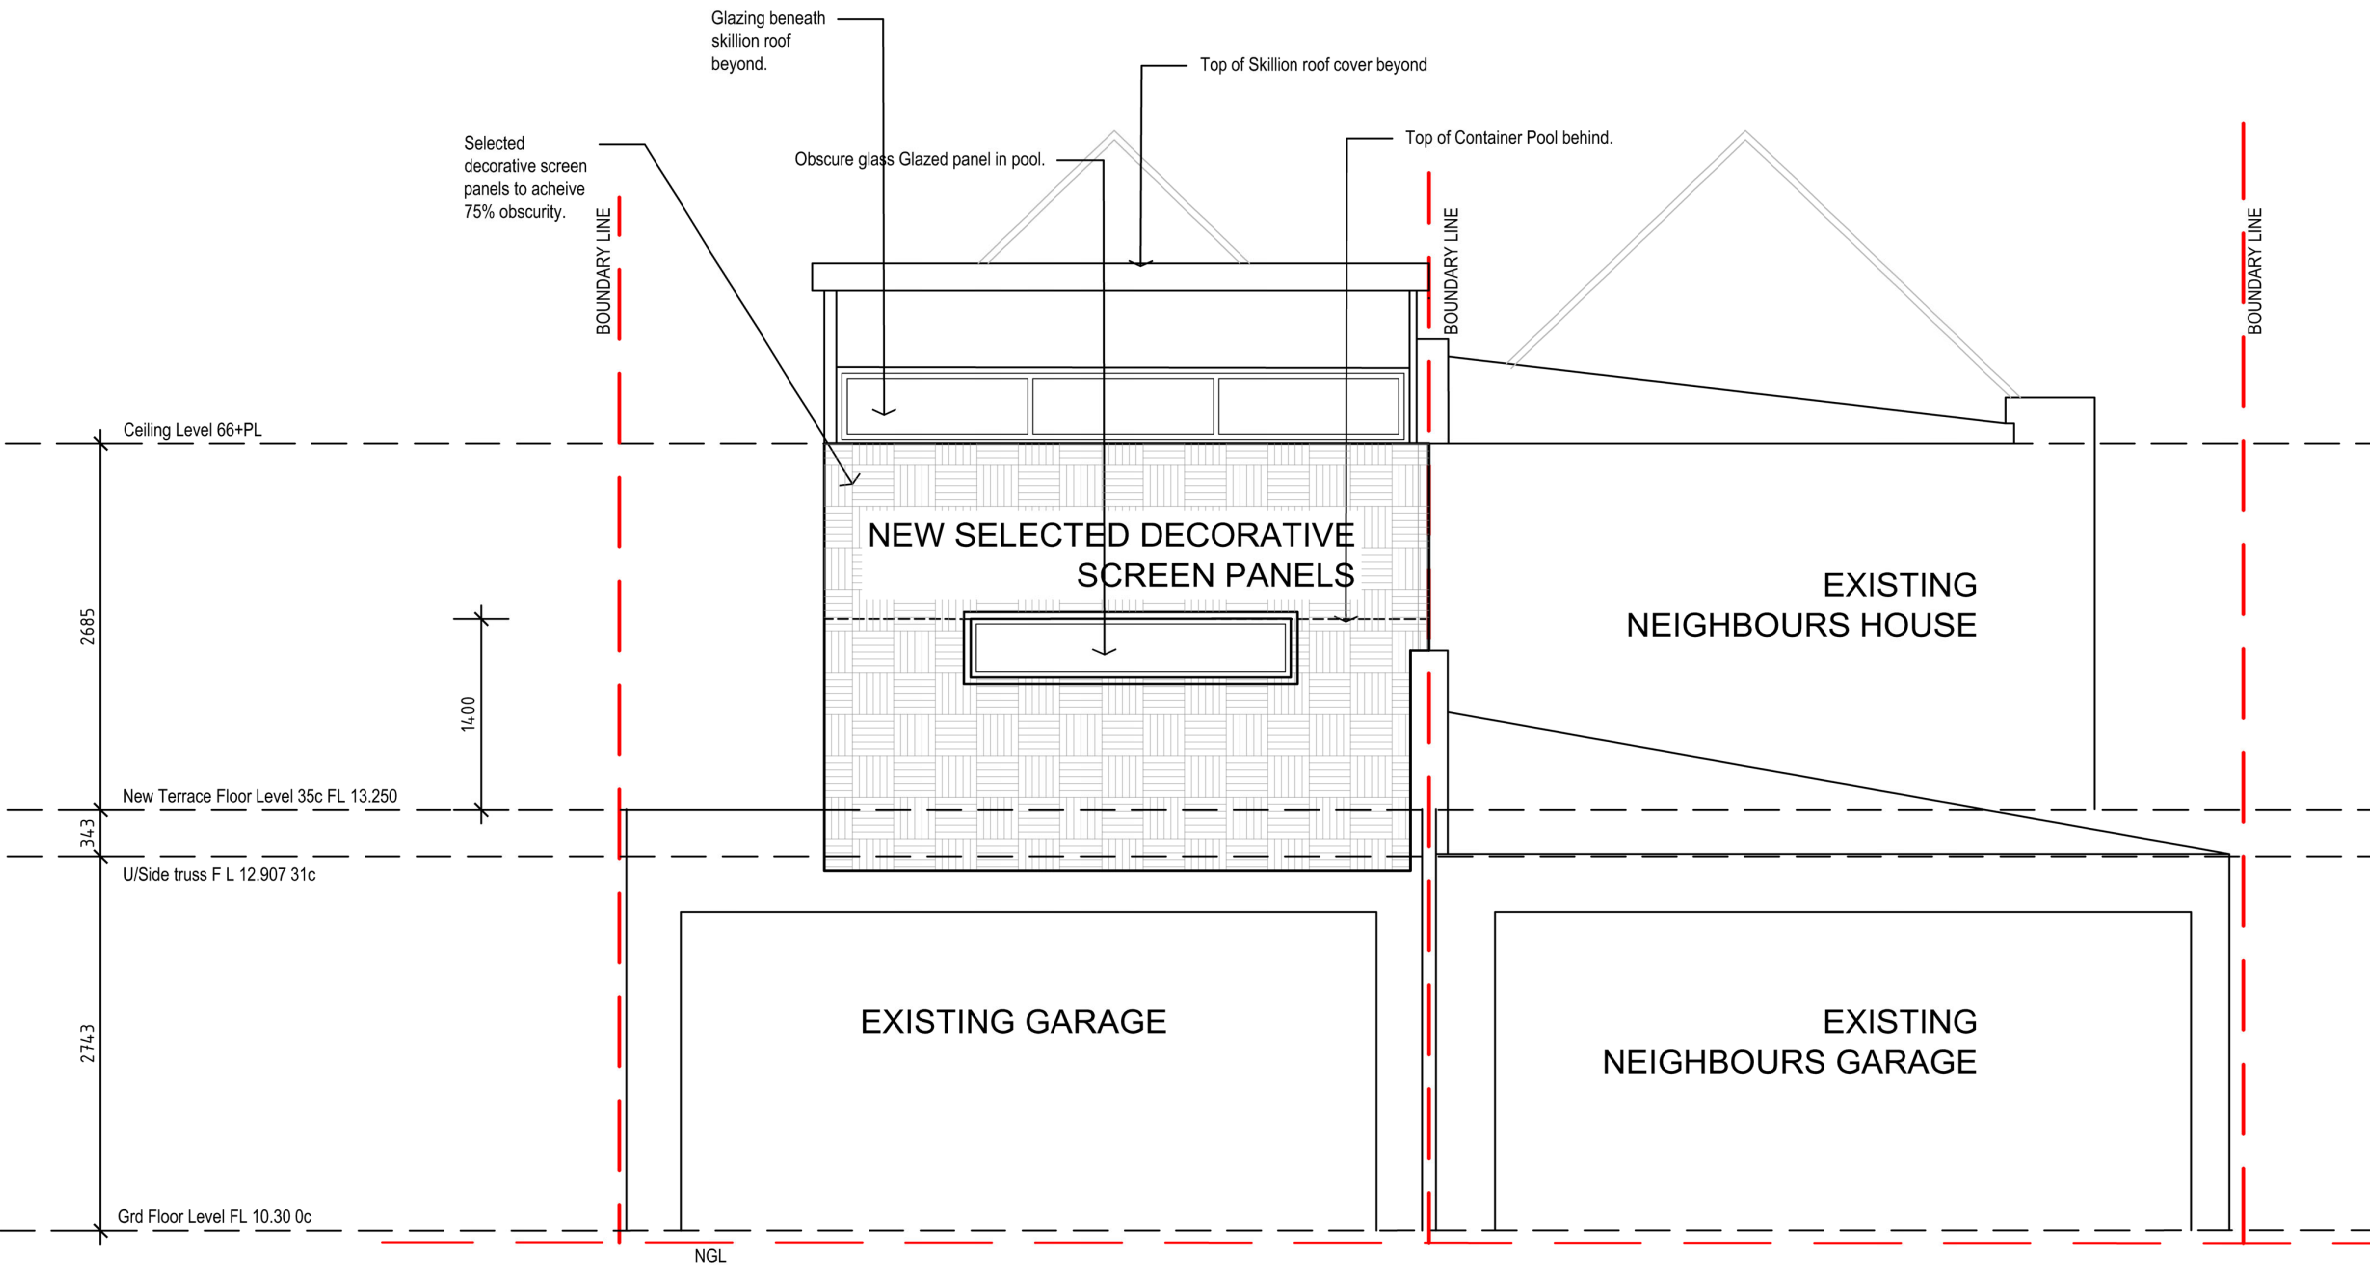 Glazing beneath
skillion roof
beyond.
Top of Skillion roof cover beyond
Selected
decorative screen
panels to acheive
75% obscurity.
Obscure glass Glazed panel in pool.
Top of Container Pool behind.
BOUNDARY LINE
BOUNDARY LINE
BOUNDARY LINE
Ceiling Level 66+PL
NEW SELECTED DECORATIVE
SCREEN PANELS
EXISTING
NEIGHBOURS HOUSE
2685
1400
New Terrace Floor Level 35c FL 13.250
343
U/Side truss F L 12.907 31c
EXISTING GARAGE
EXISTING
NEIGHBOURS GARAGE
2743
Grd Floor Level FL 10.30 0c
NGL